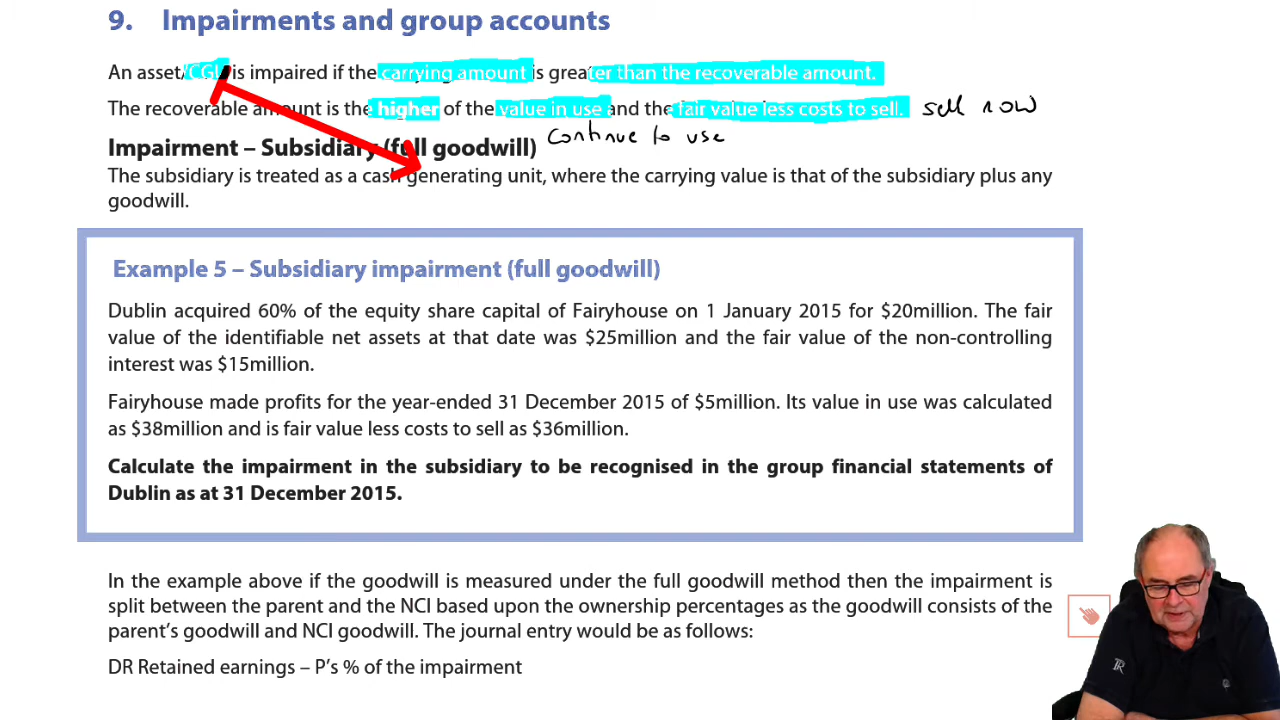 9. Impairments and group accounts
An asset/CGU is impaired if the carrying amount is greater than the recoverable amount.
The recoverable amount is the higher of the value in use and the fair value less costs to sell. sell now
continue to use
Impairment – Subsidiary (full goodwill)
The subsidiary is treated as a cash generating unit, where the carrying value is that of the subsidiary plus any
goodwill.
Example 5 – Subsidiary impairment (full goodwill)
Dublin acquired 60% of the equity share capital of Fairyhouse on 1 January 2015 for $20million. The fair
value of the identifiable net assets at that date was $25million and the fair value of the non-controlling
interest was $15million.
Fairyhouse made profits for the year-ended 31 December 2015 of $5million. Its value in use was calculated
as $38million and is fair value less costs to sell as $36million.
Calculate the impairment in the subsidiary to be recognised in the group financial statements of
Dublin as at 31 December 2015.
In the example above if the goodwill is measured under the full goodwill method then the impairment is
split between the parent and the NCI based upon the ownership percentages as the goodwill consists of the
parent's goodwill and NCI goodwill. The journal entry would be as follows:
DR Retained earnings – P's % of the impairment